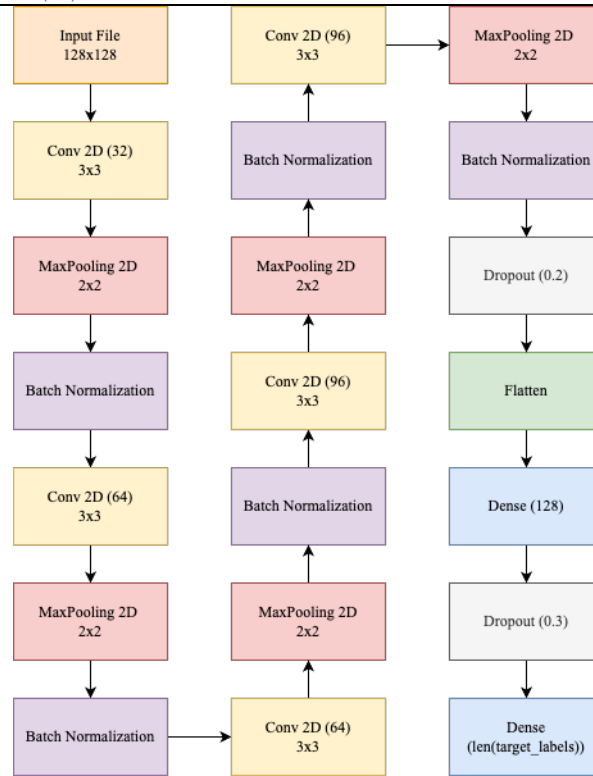 Input File
128x128
Conv 2D (32)
3x3
MaxPooling 2D
2x2
Batch Normalization
Conv 2D (64)
3x3
MaxPooling 2D
2x2
Batch Normalization
Conv 2D (64)
3x3
MaxPooling 2D
2x2
Batch Normalization
Conv 2D (96)
3x3
MaxPooling 2D
2x2
Batch Normalization
Conv 2D (96)
3x3
MaxPooling 2D
2x2
Batch Normalization
Dropout (0.2)
Flatten
Dense (128)
Dropout (0.3)
Dense
(len(target_labels))